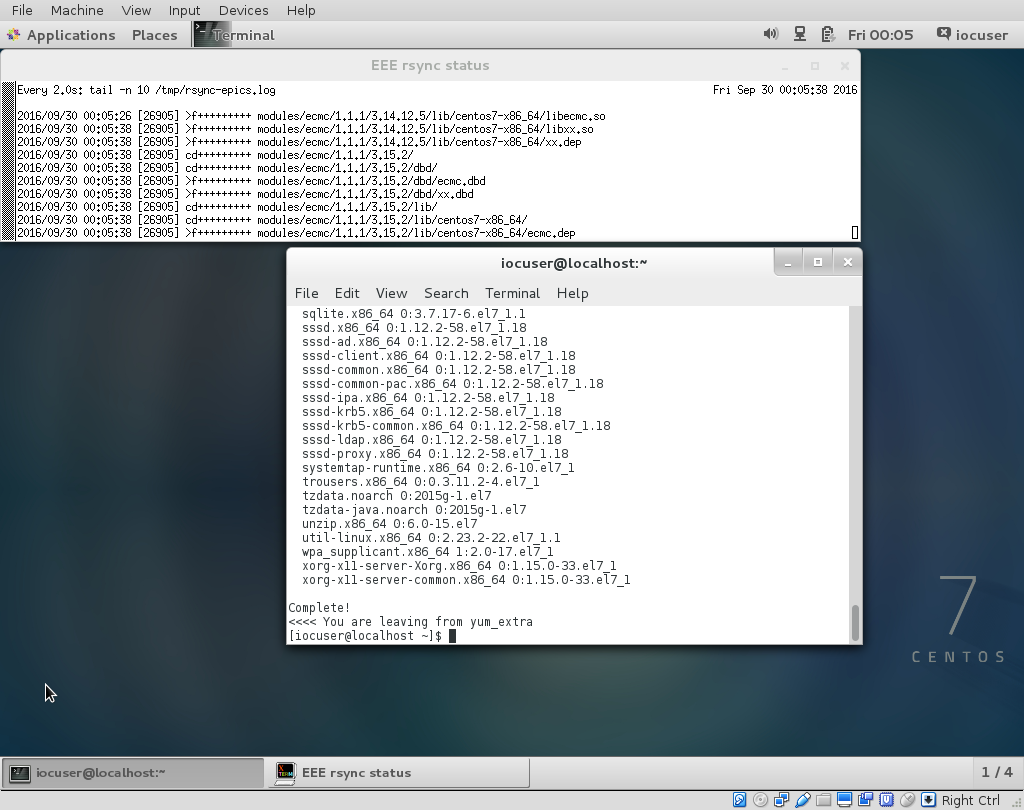 File Machine View Input Devices Help
Applications Places Terminal Fri 00:05 iocuser
EEE rsync status
Every 2.0s: tail -n 10 /tmp/rsync-epics.log Fri Sep 30 00:05:38 2016
2016/09/30 00:05:26 [26905] >f+++++++++ modules/ecmc/1.1.1/3.14.12.5/lib/centos7-x86_64/libecmc.so
2016/09/30 00:05:38 [26905] >f+++++++++ modules/ecmc/1.1.1/3.14.12.5/lib/centos7-x86_64/libxx.so
2016/09/30 00:05:38 [26905] >f+++++++++ modules/ecmc/1.1.1/3.14.12.5/lib/centos7-x86_64/xx.dep
2016/09/30 00:05:38 [26905] cd+++++++++ modules/ecmc/1.1.1/3.15.2/
2016/09/30 00:05:38 [26905] cd+++++++++ modules/ecmc/1.1.1/3.15.2/dbd/
2016/09/30 00:05:38 [26905] >f+++++++++ modules/ecmc/1.1.1/3.15.2/dbd/ecmc.dbd
2016/09/30 00:05:38 [26905] >f+++++++++ modules/ecmc/1.1.1/3.15.2/dbd/xx.dbd
2016/09/30 00:05:38 [26905] cd+++++++++ modules/ecmc/1.1.1/3.15.2/lib/
2016/09/30 00:05:38 [26905] cd+++++++++ modules/ecmc/1.1.1/3.15.2/lib/centos7-x86_64/
2016/09/30 00:05:38 [26905] >f+++++++++ modules/ecmc/1.1.1/3.15.2/lib/centos7-x86_64/ecmc.dep
iocuser@localhost:~
File Edit View Search Terminal Help
sqlite.x86_64 0:3.7.17-6.el7_1.1
sssd.x86_64 0:1.12.2-58.el7_1.18
sssd-ad.x86_64 0:1.12.2-58.el7_1.18
sssd-client.x86_64 0:1.12.2-58.el7_1.18
sssd-common.x86_64 0:1.12.2-58.el7_1.18
sssd-common-pac.x86_64 0:1.12.2-58.el7_1.18
sssd-ipa.x86_64 0:1.12.2-58.el7_1.18
sssd-krb5.x86_64 0:1.12.2-58.el7_1.18
sssd-krb5-common.x86_64 0:1.12.2-58.el7_1.18
sssd-ldap.x86_64 0:1.12.2-58.el7_1.18
sssd-proxy.x86_64 0:1.12.2-58.el7_1.18
systemtap-runtime.x86_64 0:2.6-10.el7_1
trousers.x86_64 0:0.3.11.2-4.el7_1
tzdata.noarch 0:2015g-1.el7
tzdata-java.noarch 0:2015g-1.el7
unzip.x86_64 0:6.0-15.el7
util-linux.x86_64 0:2.23.2-22.el7_1.1
wpa_supplicant.x86_64 1:2.0-17.el7_1
xorg-x11-server-Xorg.x86_64 0:1.15.0-33.el7_1
xorg-x11-server-common.x86_64 0:1.15.0-33.el7_1
Complete!
<<<< You are leaving from yum_extra
[iocuser@localhost ~]$
7
CENTOS
iocuser@localhost:~ EEE rsync status 1 / 4
Right Ctrl